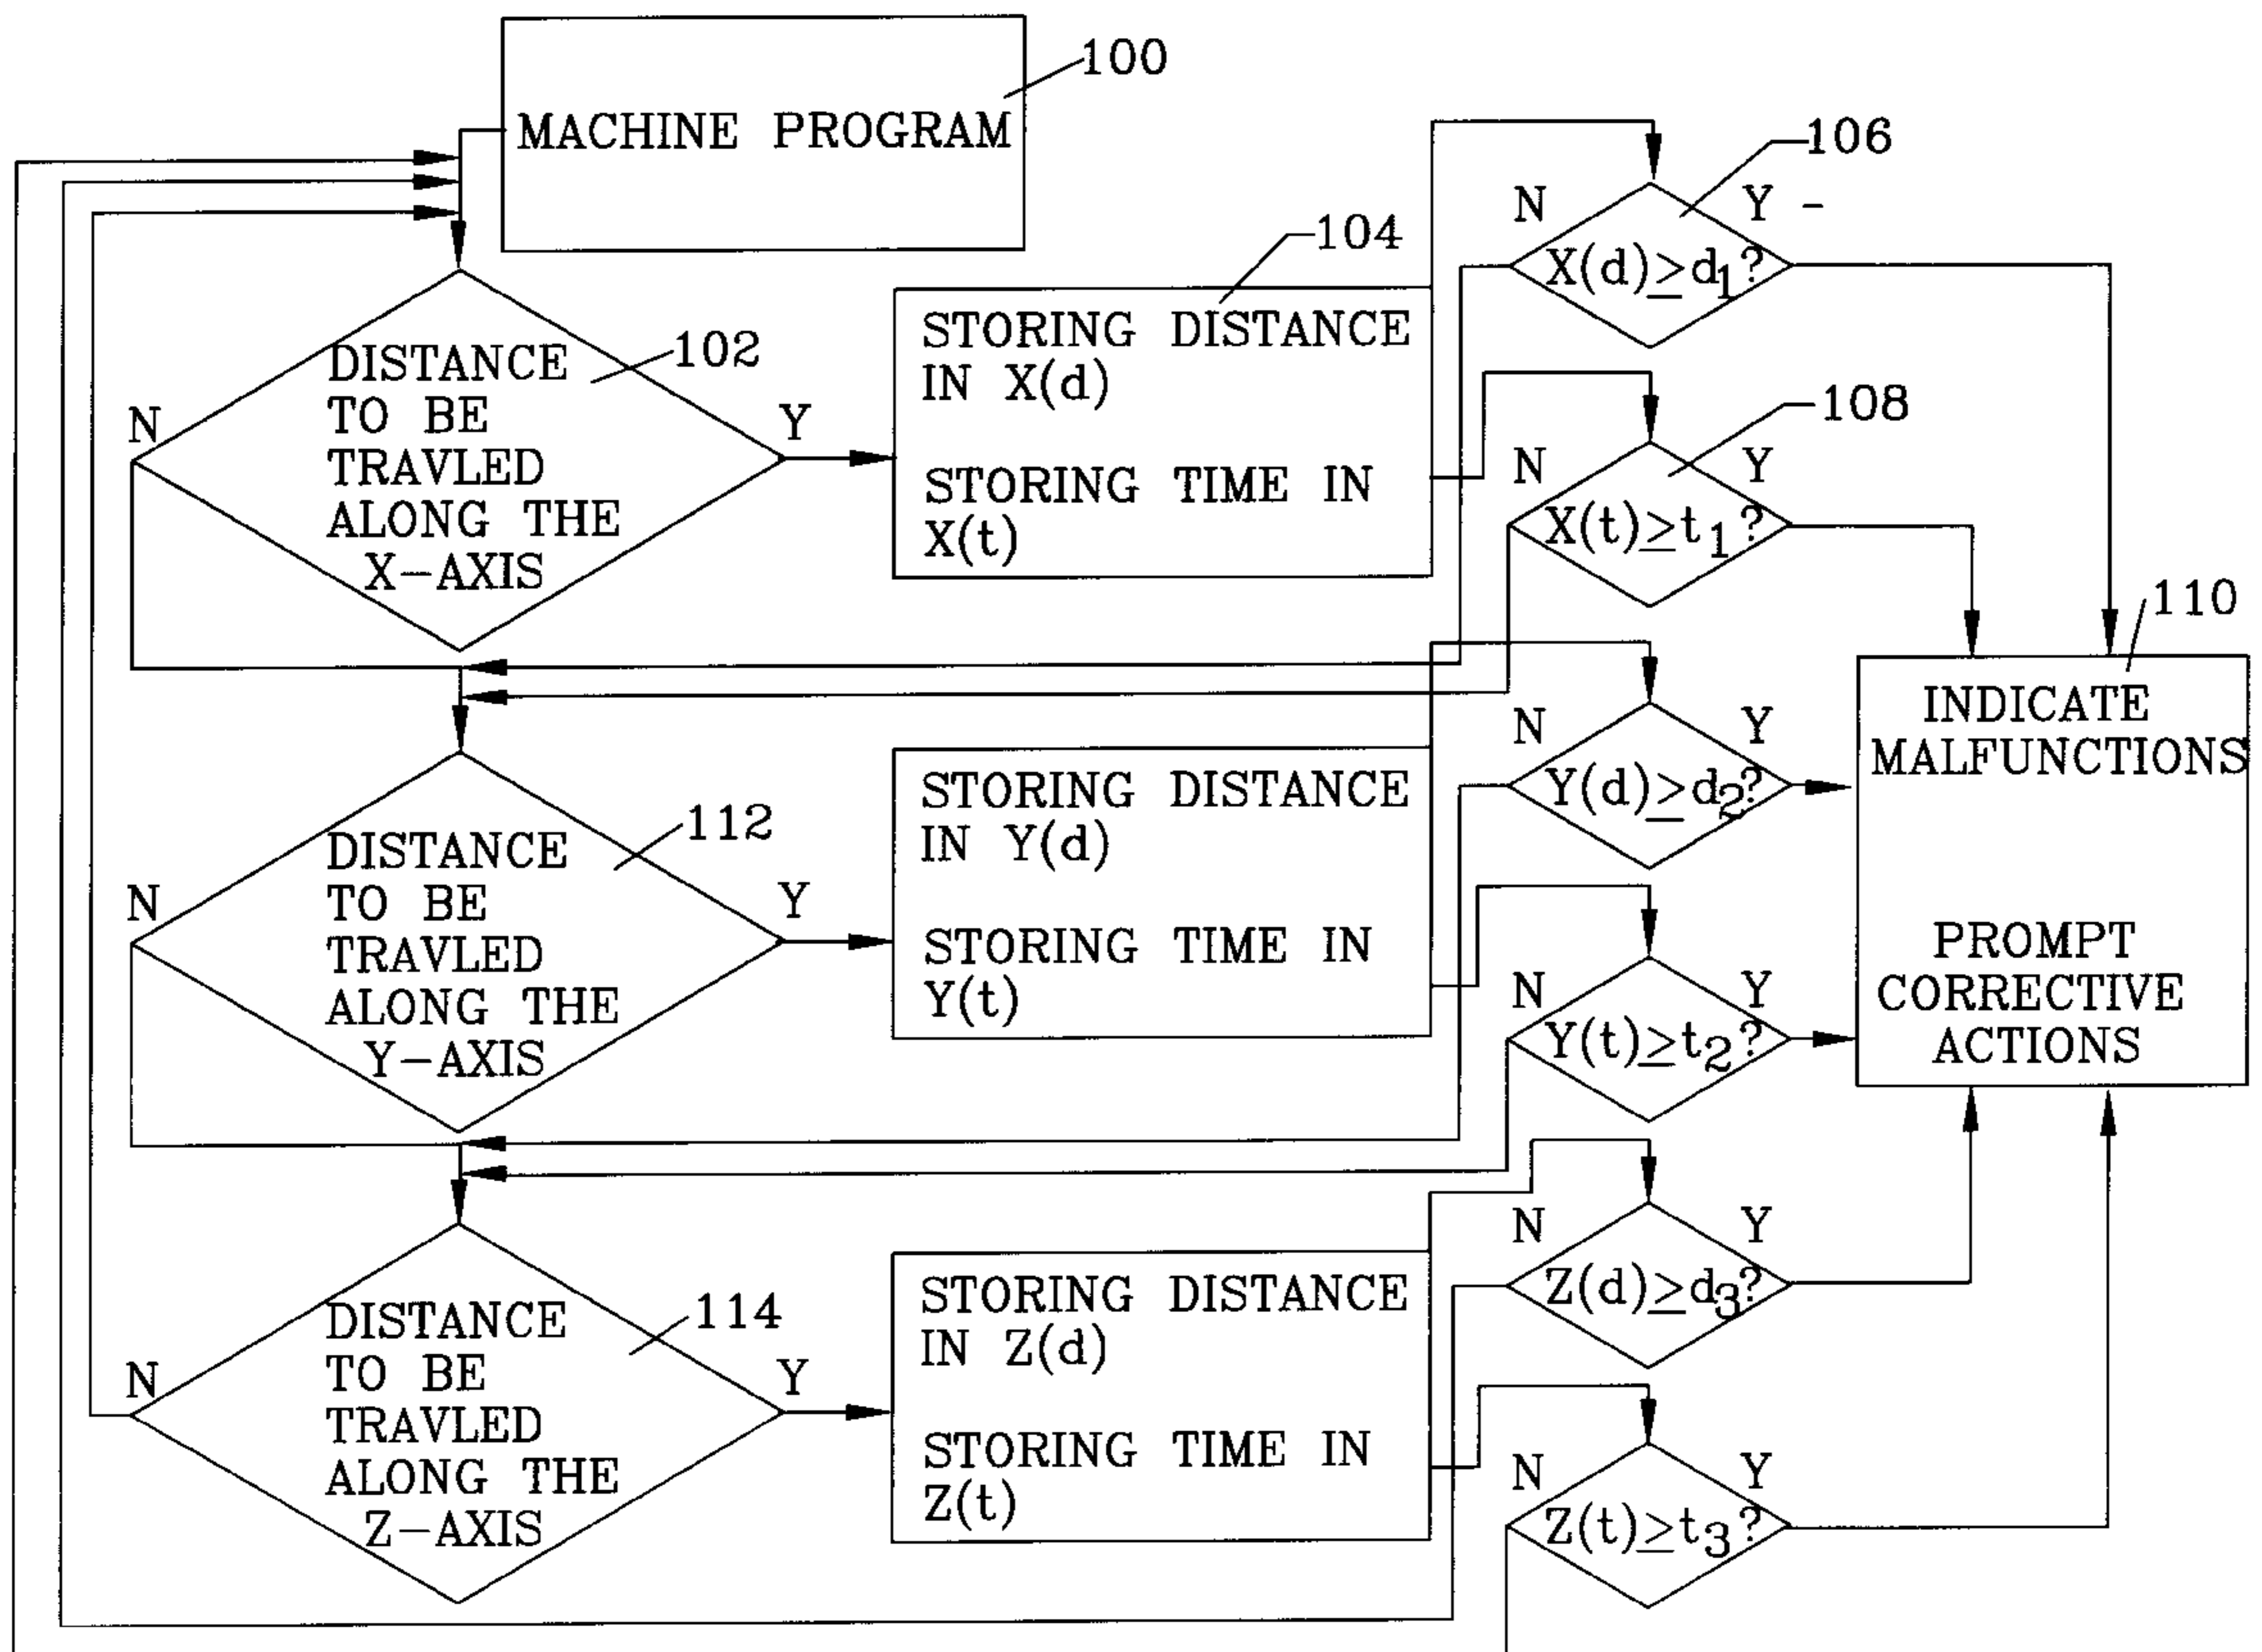 100
MACHINE PROGRAM
106
N
Y -
X(d)≥d1?
104
STORING DISTANCE
IN X(d)
STORING TIME IN
X(t)
102
DISTANCE
TO BE
TRAVLED
ALONG THE
X-AXIS
N
Y
108
N
Y
X(t)≥t1?
110
INDICATE
MALFUNCTIONS
PROMPT
CORRECTIVE
ACTIONS
N
Y
Y(d)≥d2?
112
DISTANCE
TO BE
TRAVLED
ALONG THE
Y-AXIS
N
Y
STORING DISTANCE
IN Y(d)
STORING TIME IN
Y(t)
N
Y
Y(t)≥t2?
N
Y
Z(d)≥d3?
114
DISTANCE
TO BE
TRAVLED
ALONG THE
Z-AXIS
N
Y
STORING DISTANCE
IN Z(d)
STORING TIME IN
Z(t)
N
Y
Z(t)≥t3?